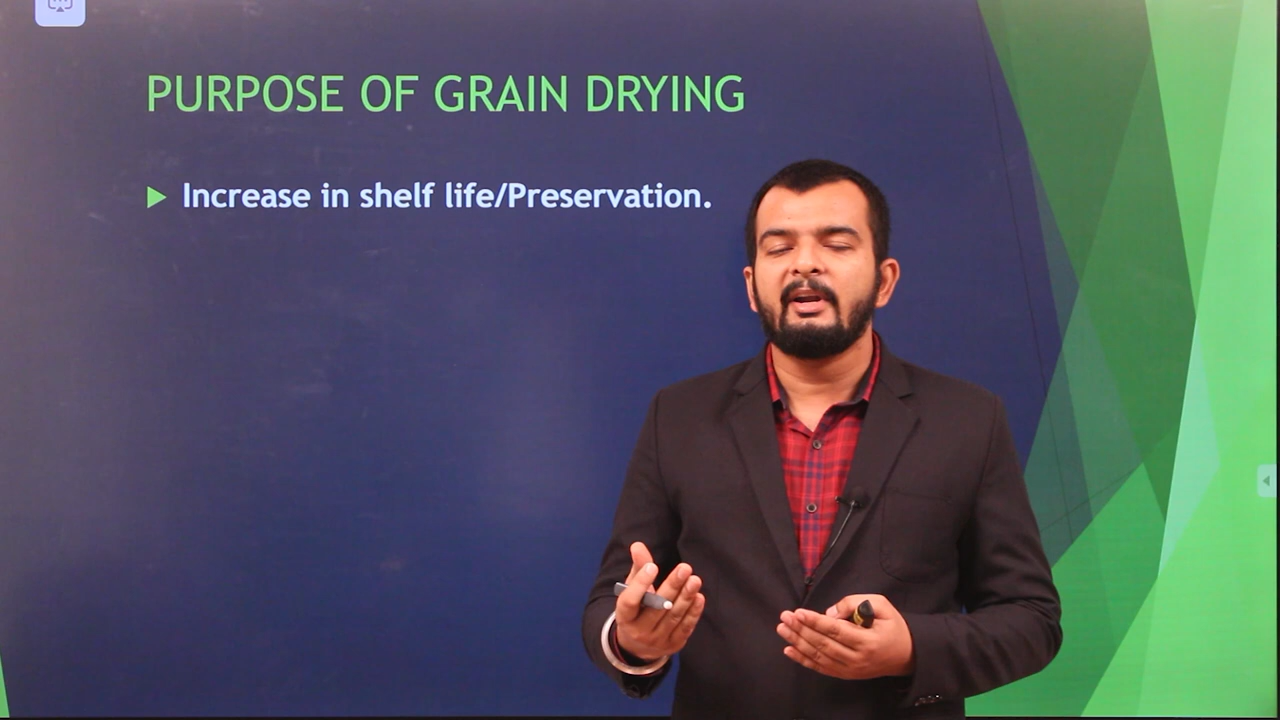 PURPOSE OF GRAIN DRYING
Increase in shelf life/Preservation.